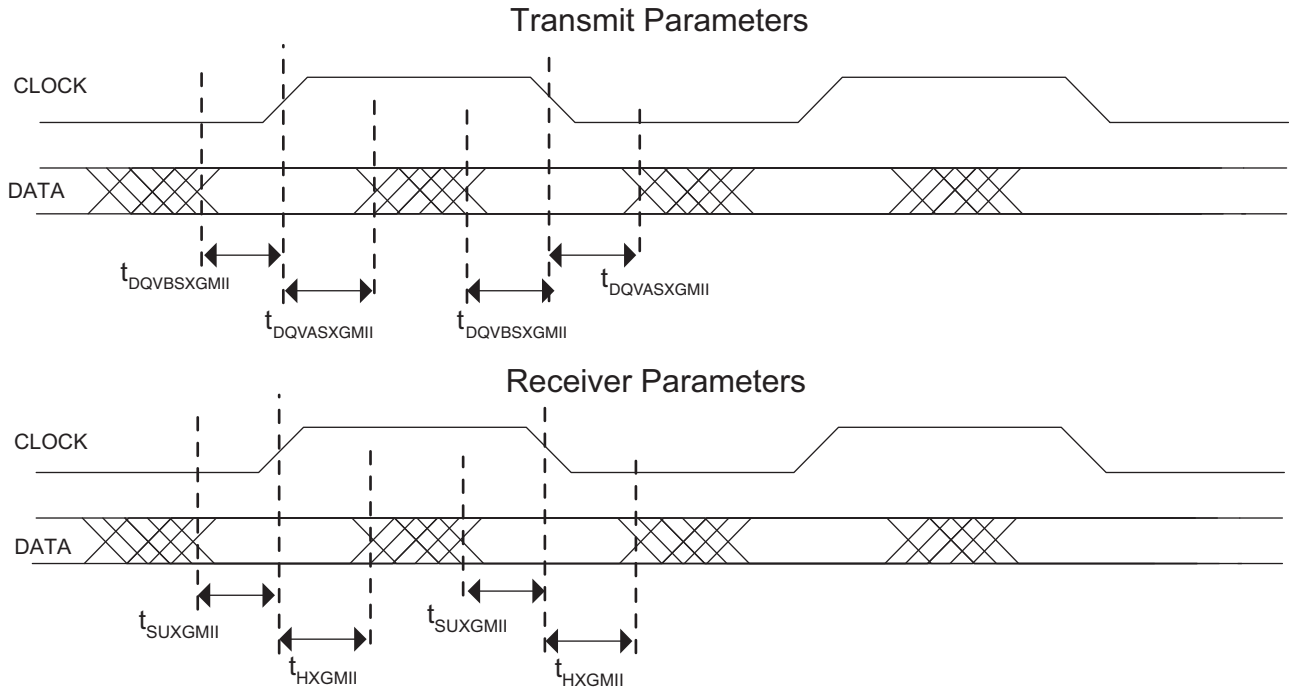 Transmit Parameters
CLOCK
DATA
tDQVBSXGMII
tDQVASXGMII
tDQVASXGMII
tDQVBSXGMII
Receiver Parameters
CLOCK
DATA
tSUXGMII
tSUXGMII
tHXGMII
tHXGMII